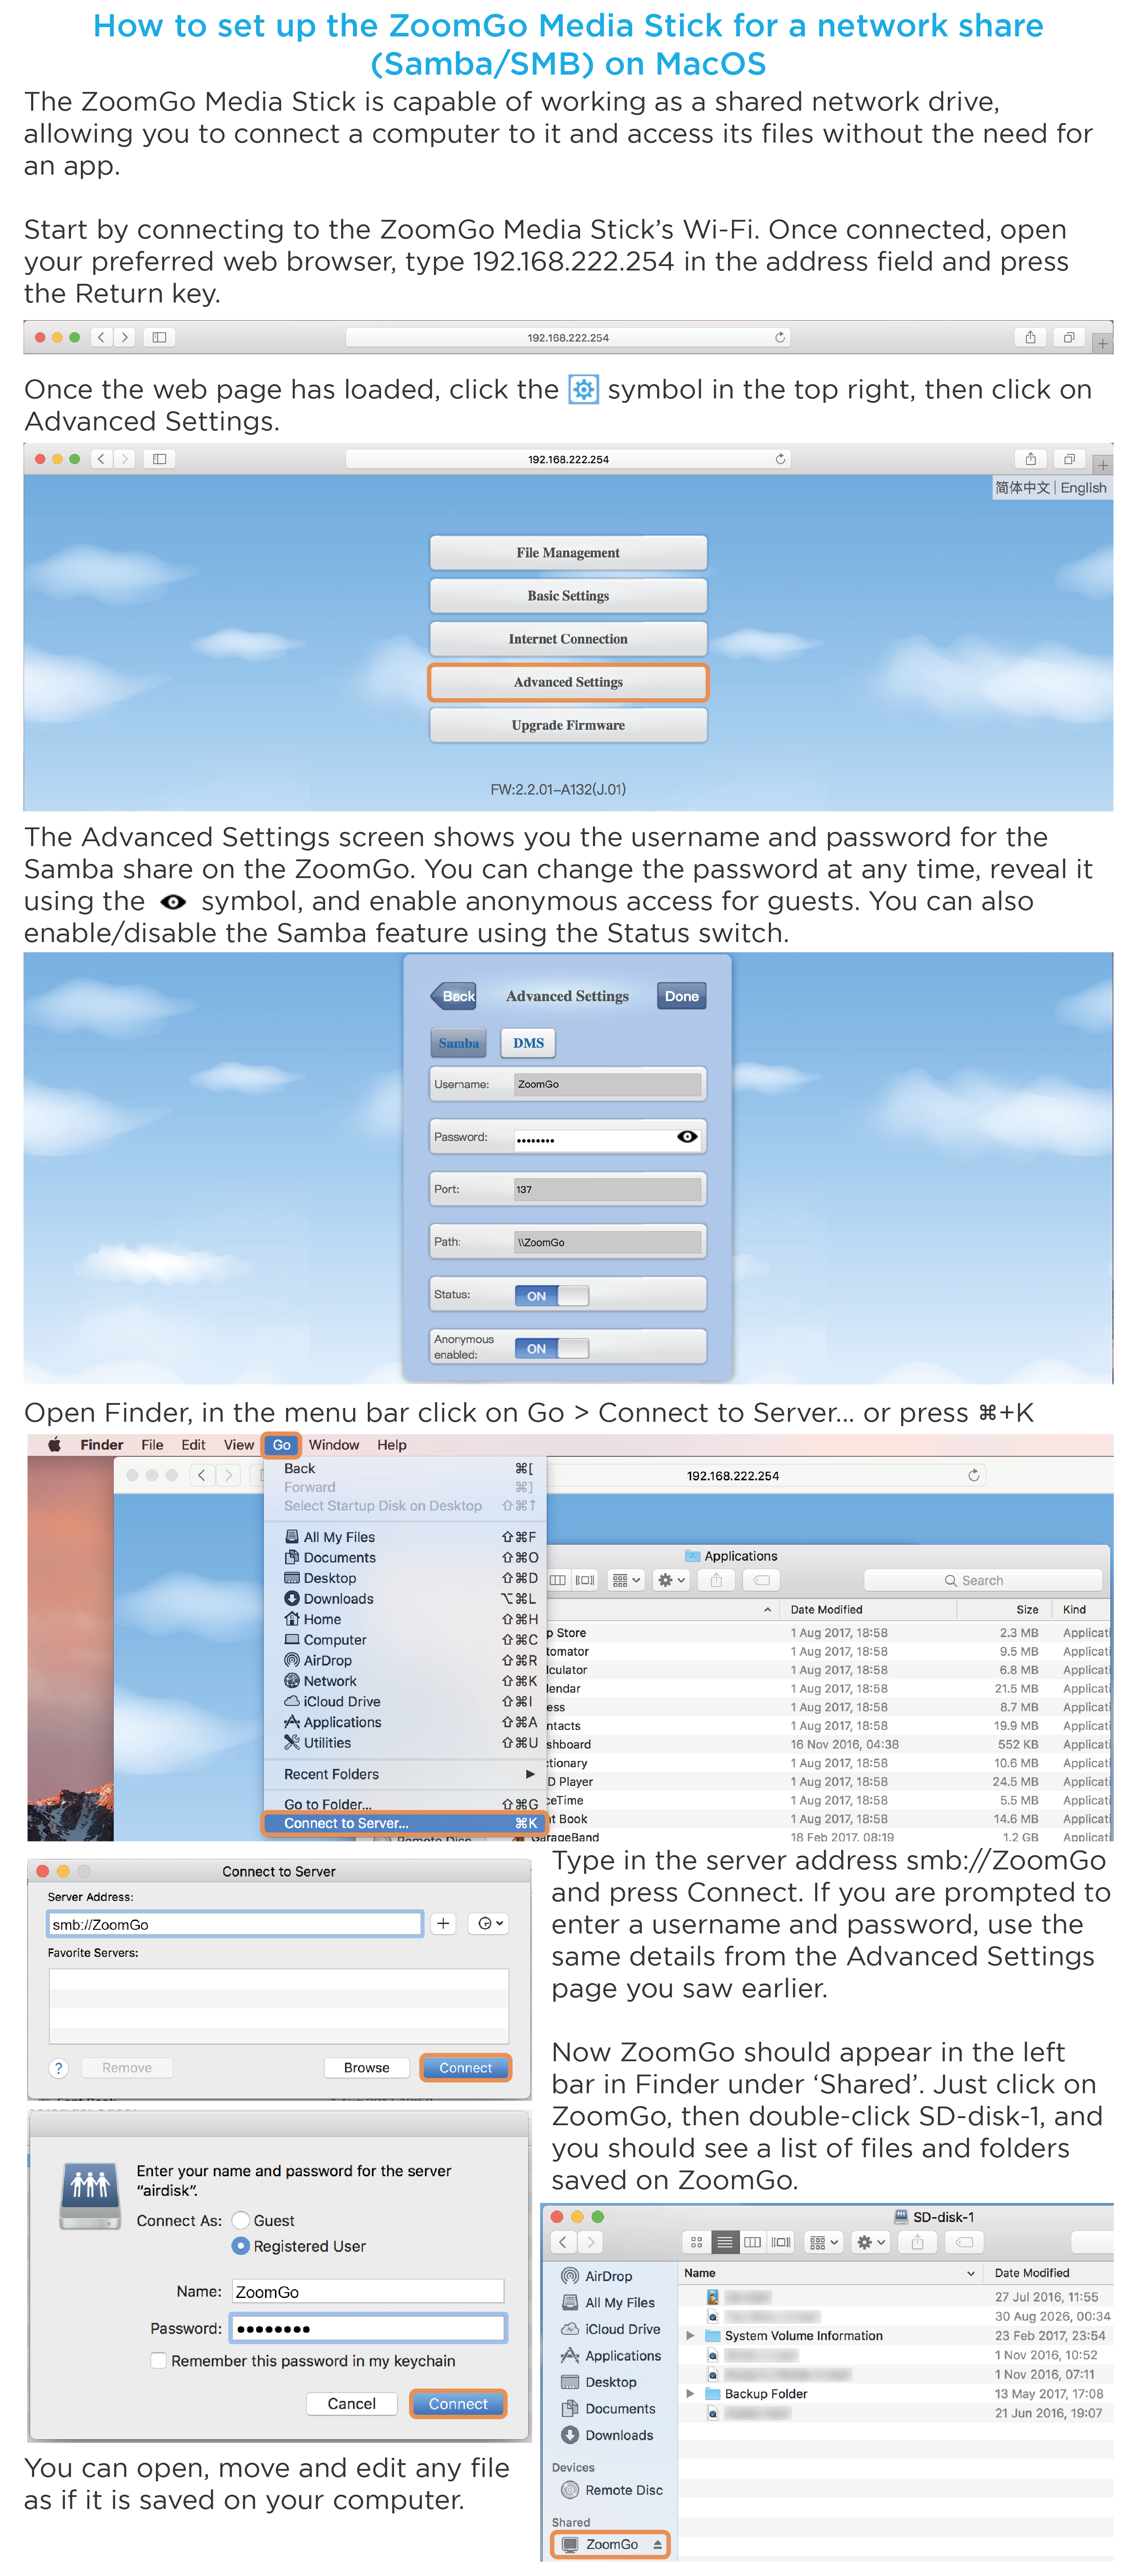 How to set up the ZoomGo Media Stick for a network share
(Samba/SMB) on MacOS
The ZoomGo Media Stick is capable of working as a shared network drive,
allowing you to connect a computer to it and access its files without the need for
an app.
Start by connecting to the ZoomGo Media Stick’s Wi-Fi. Once connected, open
your preferred web browser, type 192.168.222.254 in the address field and press
the Return key.
192.168.222.254
Once the web page has loaded, click the symbol in the top right, then click on
Advanced Settings.
192.168.222.254
简体中文 | English
File Management
Basic Settings
Internet Connection
Advanced Settings
Upgrade Firmware
FW:2.2.01-A132(J.01)
The Advanced Settings screen shows you the username and password for the
Samba share on the ZoomGo. You can change the password at any time, reveal it
using the symbol, and enable anonymous access for guests. You can also
enable/disable the Samba feature using the Status switch.
Back Advanced Settings Done
Samba DMS
Username: ZoomGo
Password: ••••••••
Port: 137
Path: \\ZoomGo
Status: ON
Anonymous
enabled: ON
Open Finder, in the menu bar click on Go > Connect to Server... or press ⌘+K
Finder File Edit View Go Window Help
192.168.222.254
Back ⌘[
Forward ⌘]
Select Startup Disk on Desktop ⇧⌘↑
All My Files ⇧⌘F
Documents ⇧⌘O
Desktop ⇧⌘D
Downloads ⌥⌘L
Home ⇧⌘H
Computer ⇧⌘C
AirDrop ⇧⌘R
Network ⇧⌘K
iCloud Drive ⇧⌘I
Applications ⇧⌘A
Utilities ⇧⌘U
Recent Folders ▶
Go to Folder... ⇧⌘G
Connect to Server... ⌘K
Applications
Search
Date Modified Size Kind
p Store 1 Aug 2017, 18:58 2.3 MB Applicati
tomator 1 Aug 2017, 18:58 9.5 MB Applicati
lculator 1 Aug 2017, 18:58 6.8 MB Applicati
lendar 1 Aug 2017, 18:58 21.5 MB Applicati
ess 1 Aug 2017, 18:58 8.7 MB Applicati
ntacts 1 Aug 2017, 18:58 19.9 MB Applicati
shboard 16 Nov 2016, 04:38 552 KB Applicati
ctionary 1 Aug 2017, 18:58 10.6 MB Applicati
D Player 1 Aug 2017, 18:58 24.5 MB Applicati
ceTime 1 Aug 2017, 18:58 5.5 MB Applicati
nt Book 1 Aug 2017, 18:58 14.6 MB Applicati
GarageBand 18 Feb 2017, 08:19 1.2 GB Applicati
Remote Disc
Connect to Server
Server Address:
smb://ZoomGo
Favorite Servers:
? Remove Browse Connect
Type in the server address smb://ZoomGo
and press Connect. If you are prompted to
enter a username and password, use the
same details from the Advanced Settings
page you saw earlier.
Now ZoomGo should appear in the left
bar in Finder under ‘Shared’. Just click on
ZoomGo, then double-click SD-disk-1, and
you should see a list of files and folders
saved on ZoomGo.
Enter your name and password for the server
“airdisk”.
Connect As: Guest
Registered User
Name: ZoomGo
Password: ••••••••
Remember this password in my keychain
Cancel Connect
You can open, move and edit any file
as if it is saved on your computer.
SD-disk-1
AirDrop
All My Files
iCloud Drive
Applications
Desktop
Documents
Downloads
Devices
Remote Disc
Shared
ZoomGo
Name Date Modified
27 Jul 2016, 11:55
30 Aug 2026, 00:34
System Volume Information 23 Feb 2017, 23:54
1 Nov 2016, 10:52
1 Nov 2016, 07:11
Backup Folder 13 May 2017, 17:08
21 Jun 2016, 19:07